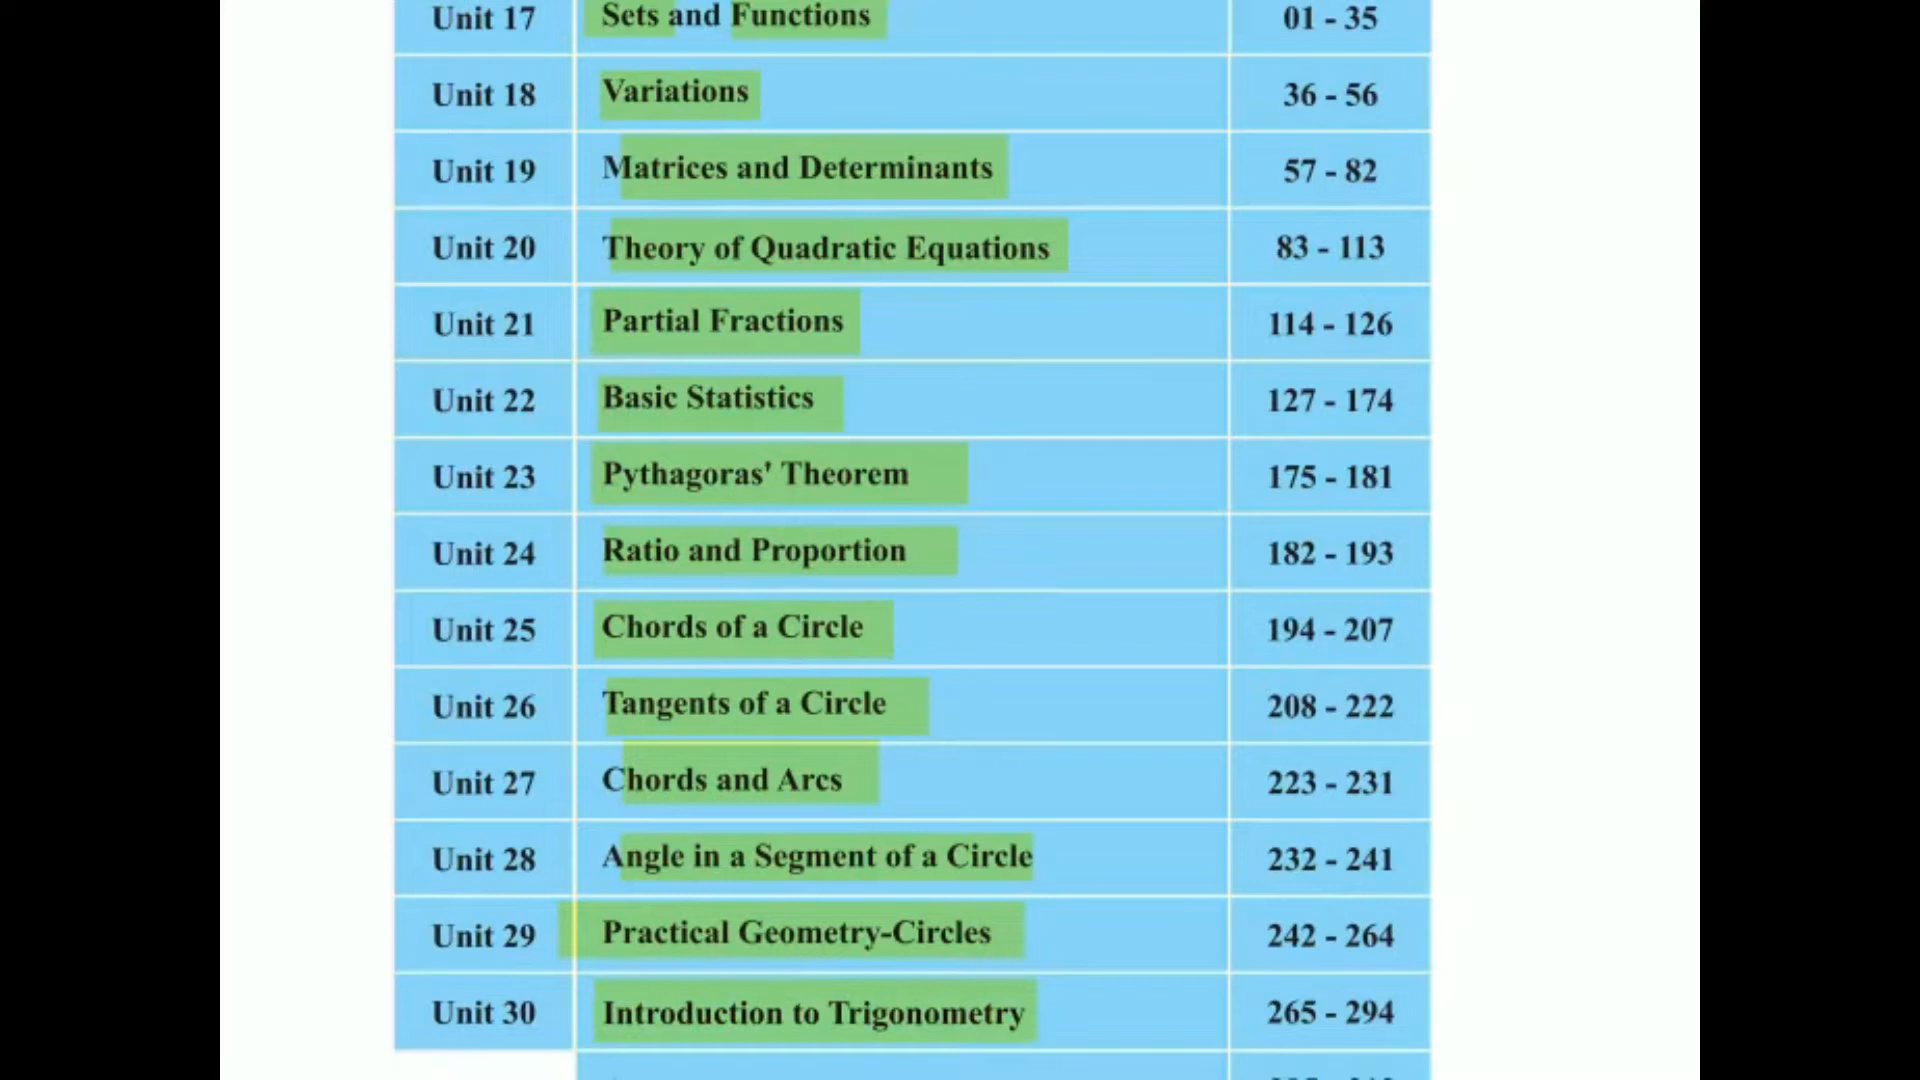 Unit 17 Sets and Functions 01 - 35
Unit 18 Variations 36 - 56
Unit 19 Matrices and Determinants 57 - 82
Unit 20 Theory of Quadratic Equations 83 - 113
Unit 21 Partial Fractions 114 - 126
Unit 22 Basic Statistics 127 - 174
Unit 23 Pythagoras' Theorem 175 - 181
Unit 24 Ratio and Proportion 182 - 193
Unit 25 Chords of a Circle 194 - 207
Unit 26 Tangents of a Circle 208 - 222
Unit 27 Chords and Arcs 223 - 231
Unit 28 Angle in a Segment of a Circle 232 - 241
Unit 29 Practical Geometry-Circles 242 - 264
Unit 30 Introduction to Trigonometry 265 - 294